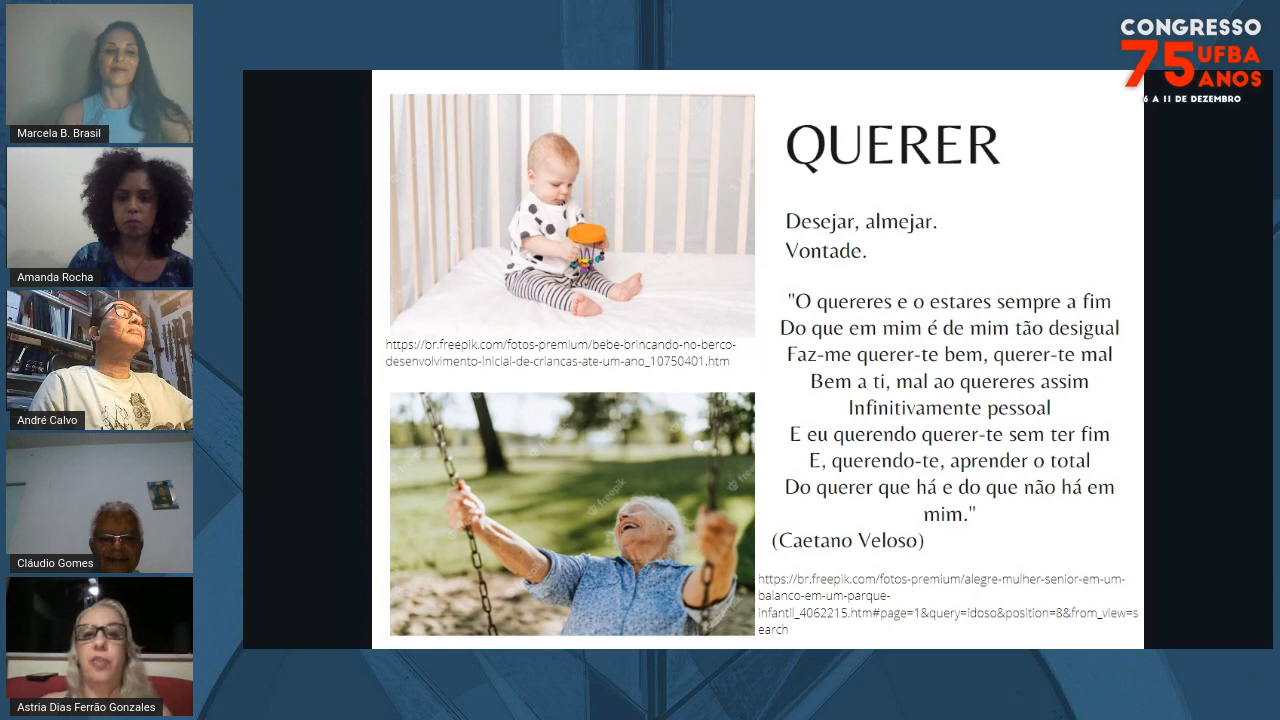 CONGRESSO
75 UFBA
ANOS
6 A 11 DE DEZEMBRO
Marcela B. Brasil
Amanda Rocha
André Calvo
Cláudio Gomes
Astria Dias Ferrão Gonzales
https://br.freepik.com/fotos-premium/bebe-brincando-no-berco-
desenvolvimento-inicial-de-criancas-ate-um-ano_10750401.htm
QUERER
Desejar, almejar.
Vontade.
"O quereres e o estares sempre a fim
Do que em mim é de mim tão desigual
Faz-me querer-te bem, querer-te mal
Bem a ti, mal ao quereres assim
Infinitivamente pessoal
E eu querendo querer-te sem ter fim
E, querendo-te, aprender o total
Do querer que há e do que não há em
mim."
(Caetano Veloso)
https://br.freepik.com/fotos-premium/alegre-mulher-senior-em-um-
balanco-em-um-parque-
infantil_4062215.htm#page=1&query=idoso&position=8&from_view=s
earch
freepik